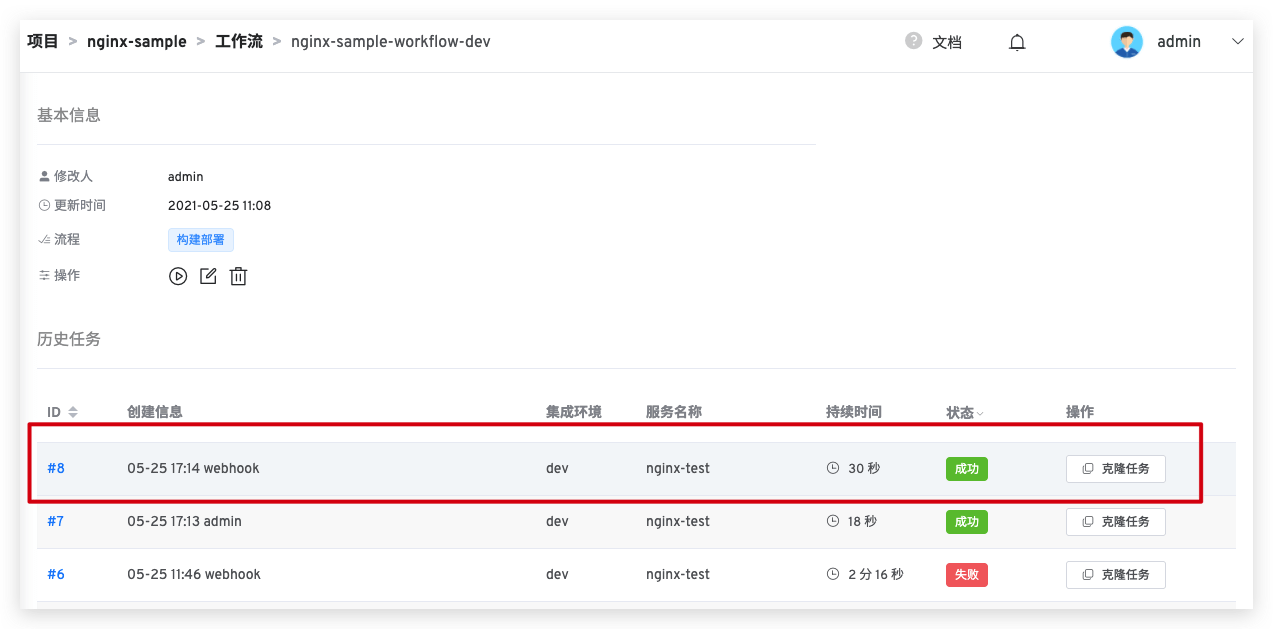 项目 > nginx-sample > 工作流 > nginx-sample-workflow-dev ? 文档 admin
基本信息
修改人 admin
更新时间 2021-05-25 11:08
流程 构建部署
操作
历史任务
ID 创建信息 集成环境 服务名称 持续时间 状态 操作
#8 05-25 17:14 webhook dev nginx-test 30 秒 成功 克隆任务
#7 05-25 17:13 admin dev nginx-test 18 秒 成功 克隆任务
#6 05-25 11:46 webhook dev nginx-test 2 分 16 秒 失败 克隆任务